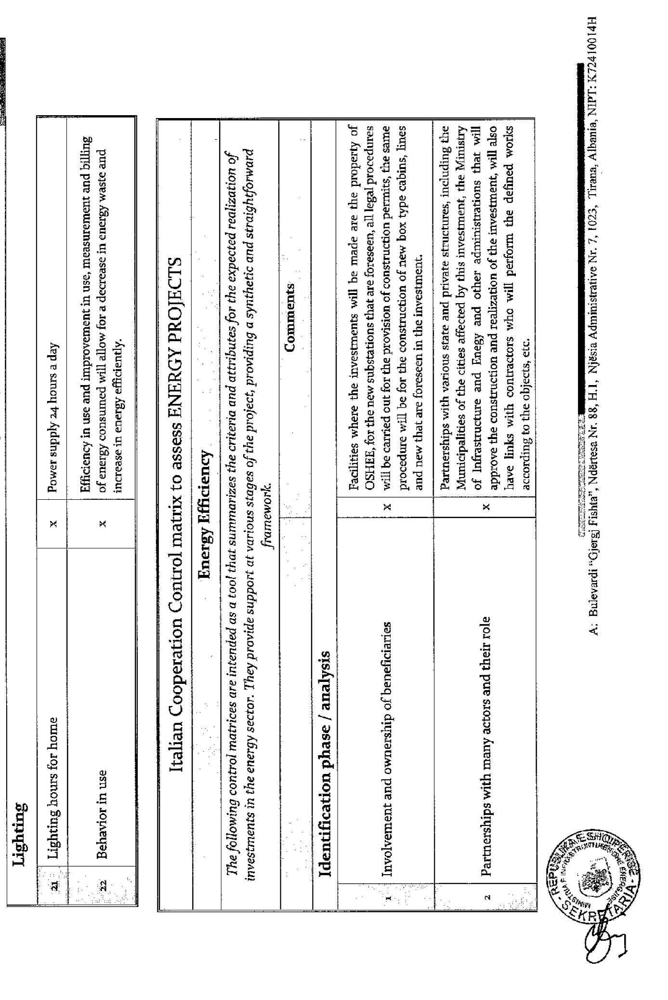 Lighting
21 Lighting hours for home x Power supply 24 hours a day
22 Behavior in use x
Efficiency in use and improvement in use, measurement and billing
of energy consumed will allow for a decrease in energy waste and
increase in energy efficiently.
Italian Cooperation Control matrix to assess ENERGY PROJECTS
Energy Efficiency
The following control matrices are intended as a tool that summarizes the criteria and attributes for the expected realization of
investments in the energy sector. They provide support at various stages of the project, providing a synthetic and straightforward
framework.
Comments
Identification phase / analysis
1 Involvement and ownership of beneficiaries x
Facilities where the investments will be made are the property of
OSHEE, for the new substations that are foreseen, all legal procedures
will be carried out for the provision of construction permits, the same
procedure will be for the construction of new box type cabins, lines
and new that are foreseen in the investment.
2 Partnerships with many actors and their role x
Partnerships with various state and private structures, including the
Municipalities of the cities affected by this investment, the Ministry
of Infrastructure and Enegy and other administrations that will
approve the construction and realization of the investment, will also
have links with contractors who will perform the defined works
according to the objects, etc.
REPUBLIKA E SHQIPËRISË
MINISTRIA E INFRASTRUKTURËS DHE ENERGJISË
- SEKRETARIA -
A: Bulevardi “Gjergj Fishta”, Ndërtesa Nr. 88, H.1, Njësia Administrative Nr. 7, 1023, Tirana, Albania, NIPT: K72410014H